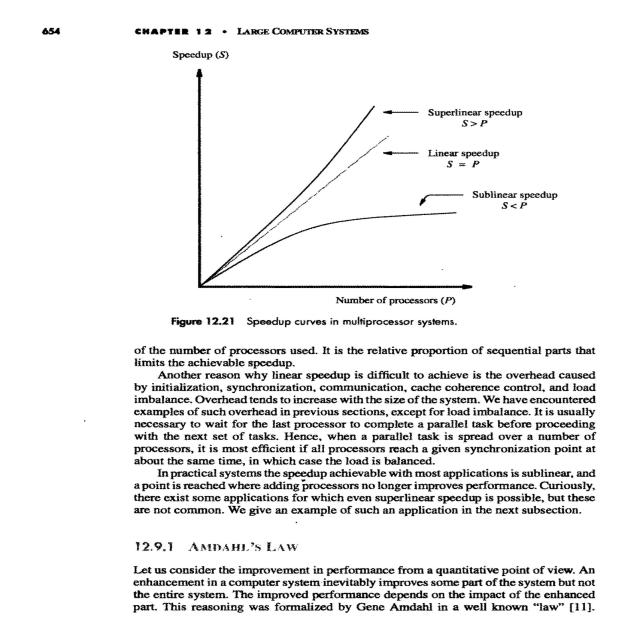 654
CHAPTER 12 • LARGE COMPUTER SYSTEMS
Speedup (S)
Superlinear speedup
S > P
Linear speedup
S = P
Sublinear speedup
S < P
Number of processors (P)
Figure 12.21 Speedup curves in multiprocessor systems.
of the number of processors used. It is the relative proportion of sequential parts that
limits the achievable speedup.
Another reason why linear speedup is difficult to achieve is the overhead caused
by initialization, synchronization, communication, cache coherence control, and load
imbalance. Overhead tends to increase with the size of the system. We have encountered
examples of such overhead in previous sections, except for load imbalance. It is usually
necessary to wait for the last processor to complete a parallel task before proceeding
with the next set of tasks. Hence, when a parallel task is spread over a number of
processors, it is most efficient if all processors reach a given synchronization point at
about the same time, in which case the load is balanced.
In practical systems the speedup achievable with most applications is sublinear, and
a point is reached where adding processors no longer improves performance. Curiously,
there exist some applications for which even superlinear speedup is possible, but these
are not common. We give an example of such an application in the next subsection.
12.9.1 AMDAHL'S LAW
Let us consider the improvement in performance from a quantitative point of view. An
enhancement in a computer system inevitably improves some part of the system but not
the entire system. The improved performance depends on the impact of the enhanced
part. This reasoning was formalized by Gene Amdahl in a well known "law" [11].